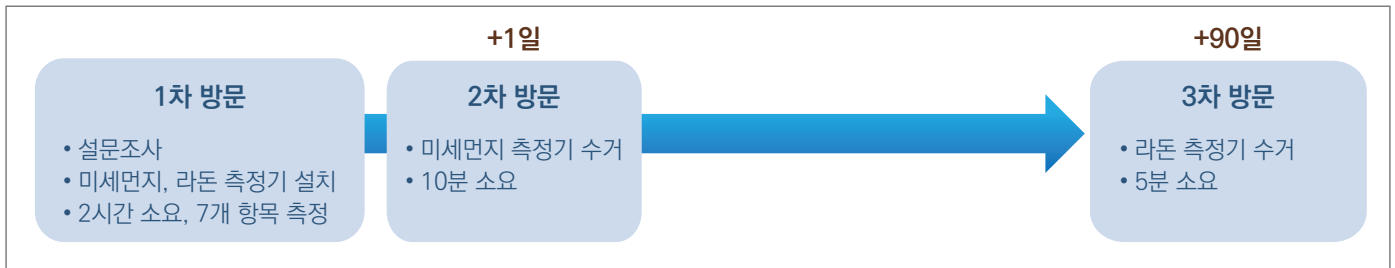 1차 방문
• 설문조사
• 미세먼지, 라돈 측정기 설치
• 2시간 소요, 7개 항목 측정
+1일
2차 방문
• 미세먼지 측정기 수거
• 10분 소요
+90일
3차 방문
• 라돈 측정기 수거
• 5분 소요